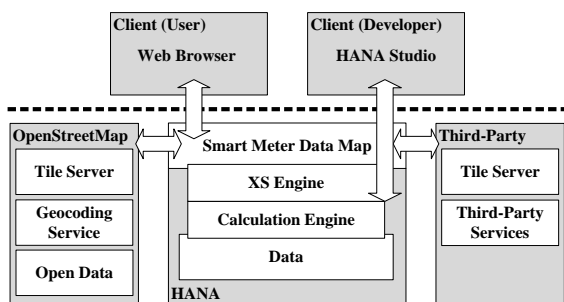 Client (User)
Web Browser
Client (Developer)
HANA Studio
OpenStreetMap
Tile Server
Geocoding
Service
Open Data
Smart Meter Data Map
XS Engine
Calculation Engine
Data
HANA
Third-Party
Tile Server
Third-Party
Services